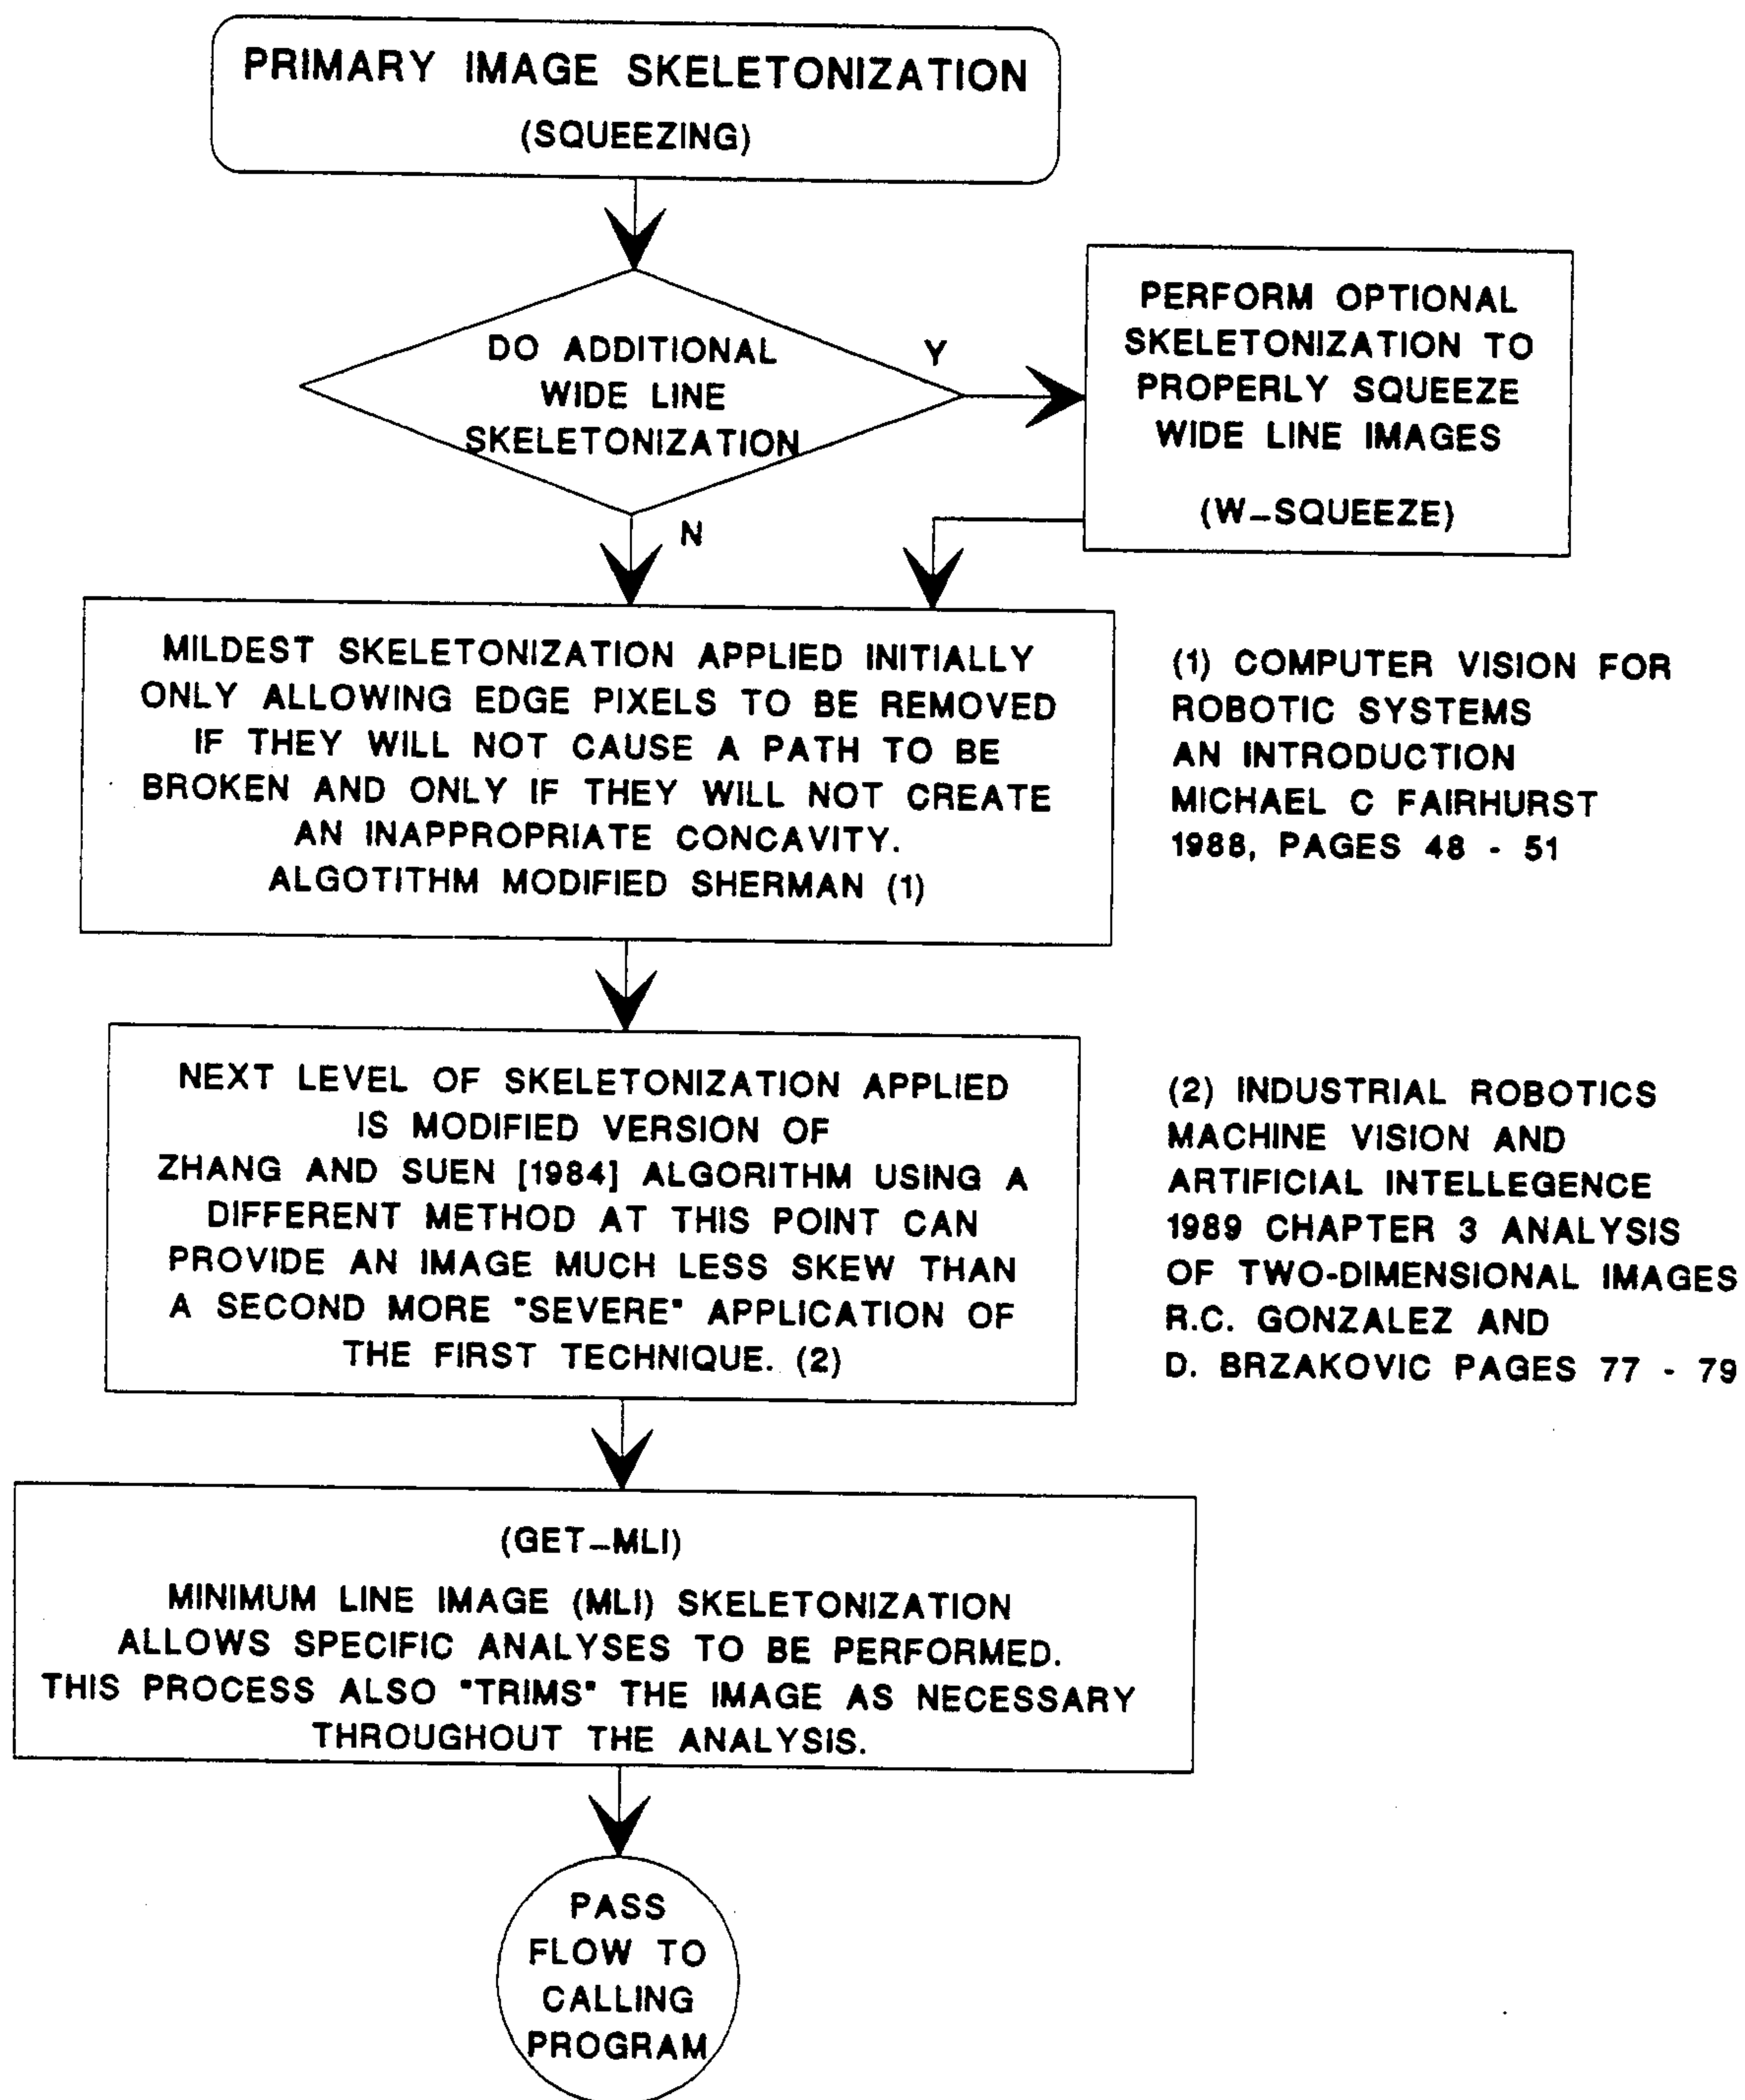 PRIMARY IMAGE SKELETONIZATION
(SQUEEZING)
DO ADDITIONAL
WIDE LINE
SKELETONIZATION
Y
N
PERFORM OPTIONAL
SKELETONIZATION TO
PROPERLY SQUEEZE
WIDE LINE IMAGES
(W_SQUEEZE)
MILDEST SKELETONIZATION APPLIED INITIALLY
ONLY ALLOWING EDGE PIXELS TO BE REMOVED
IF THEY WILL NOT CAUSE A PATH TO BE
BROKEN AND ONLY IF THEY WILL NOT CREATE
AN INAPPROPRIATE CONCAVITY.
ALGOTITHM MODIFIED SHERMAN (1)
(1) COMPUTER VISION FOR
ROBOTIC SYSTEMS
AN INTRODUCTION
MICHAEL C FAIRHURST
1988, PAGES 48 - 51
NEXT LEVEL OF SKELETONIZATION APPLIED
IS MODIFIED VERSION OF
ZHANG AND SUEN [1984] ALGORITHM USING A
DIFFERENT METHOD AT THIS POINT CAN
PROVIDE AN IMAGE MUCH LESS SKEW THAN
A SECOND MORE "SEVERE" APPLICATION OF
THE FIRST TECHNIQUE. (2)
(2) INDUSTRIAL ROBOTICS
MACHINE VISION AND
ARTIFICIAL INTELLEGENCE
1989 CHAPTER 3 ANALYSIS
OF TWO-DIMENSIONAL IMAGES
R.C. GONZALEZ AND
D. BRZAKOVIC PAGES 77 - 79
(GET_MLI)
MINIMUM LINE IMAGE (MLI) SKELETONIZATION
ALLOWS SPECIFIC ANALYSES TO BE PERFORMED.
THIS PROCESS ALSO "TRIMS" THE IMAGE AS NECESSARY
THROUGHOUT THE ANALYSIS.
PASS
FLOW TO
CALLING
PROGRAM